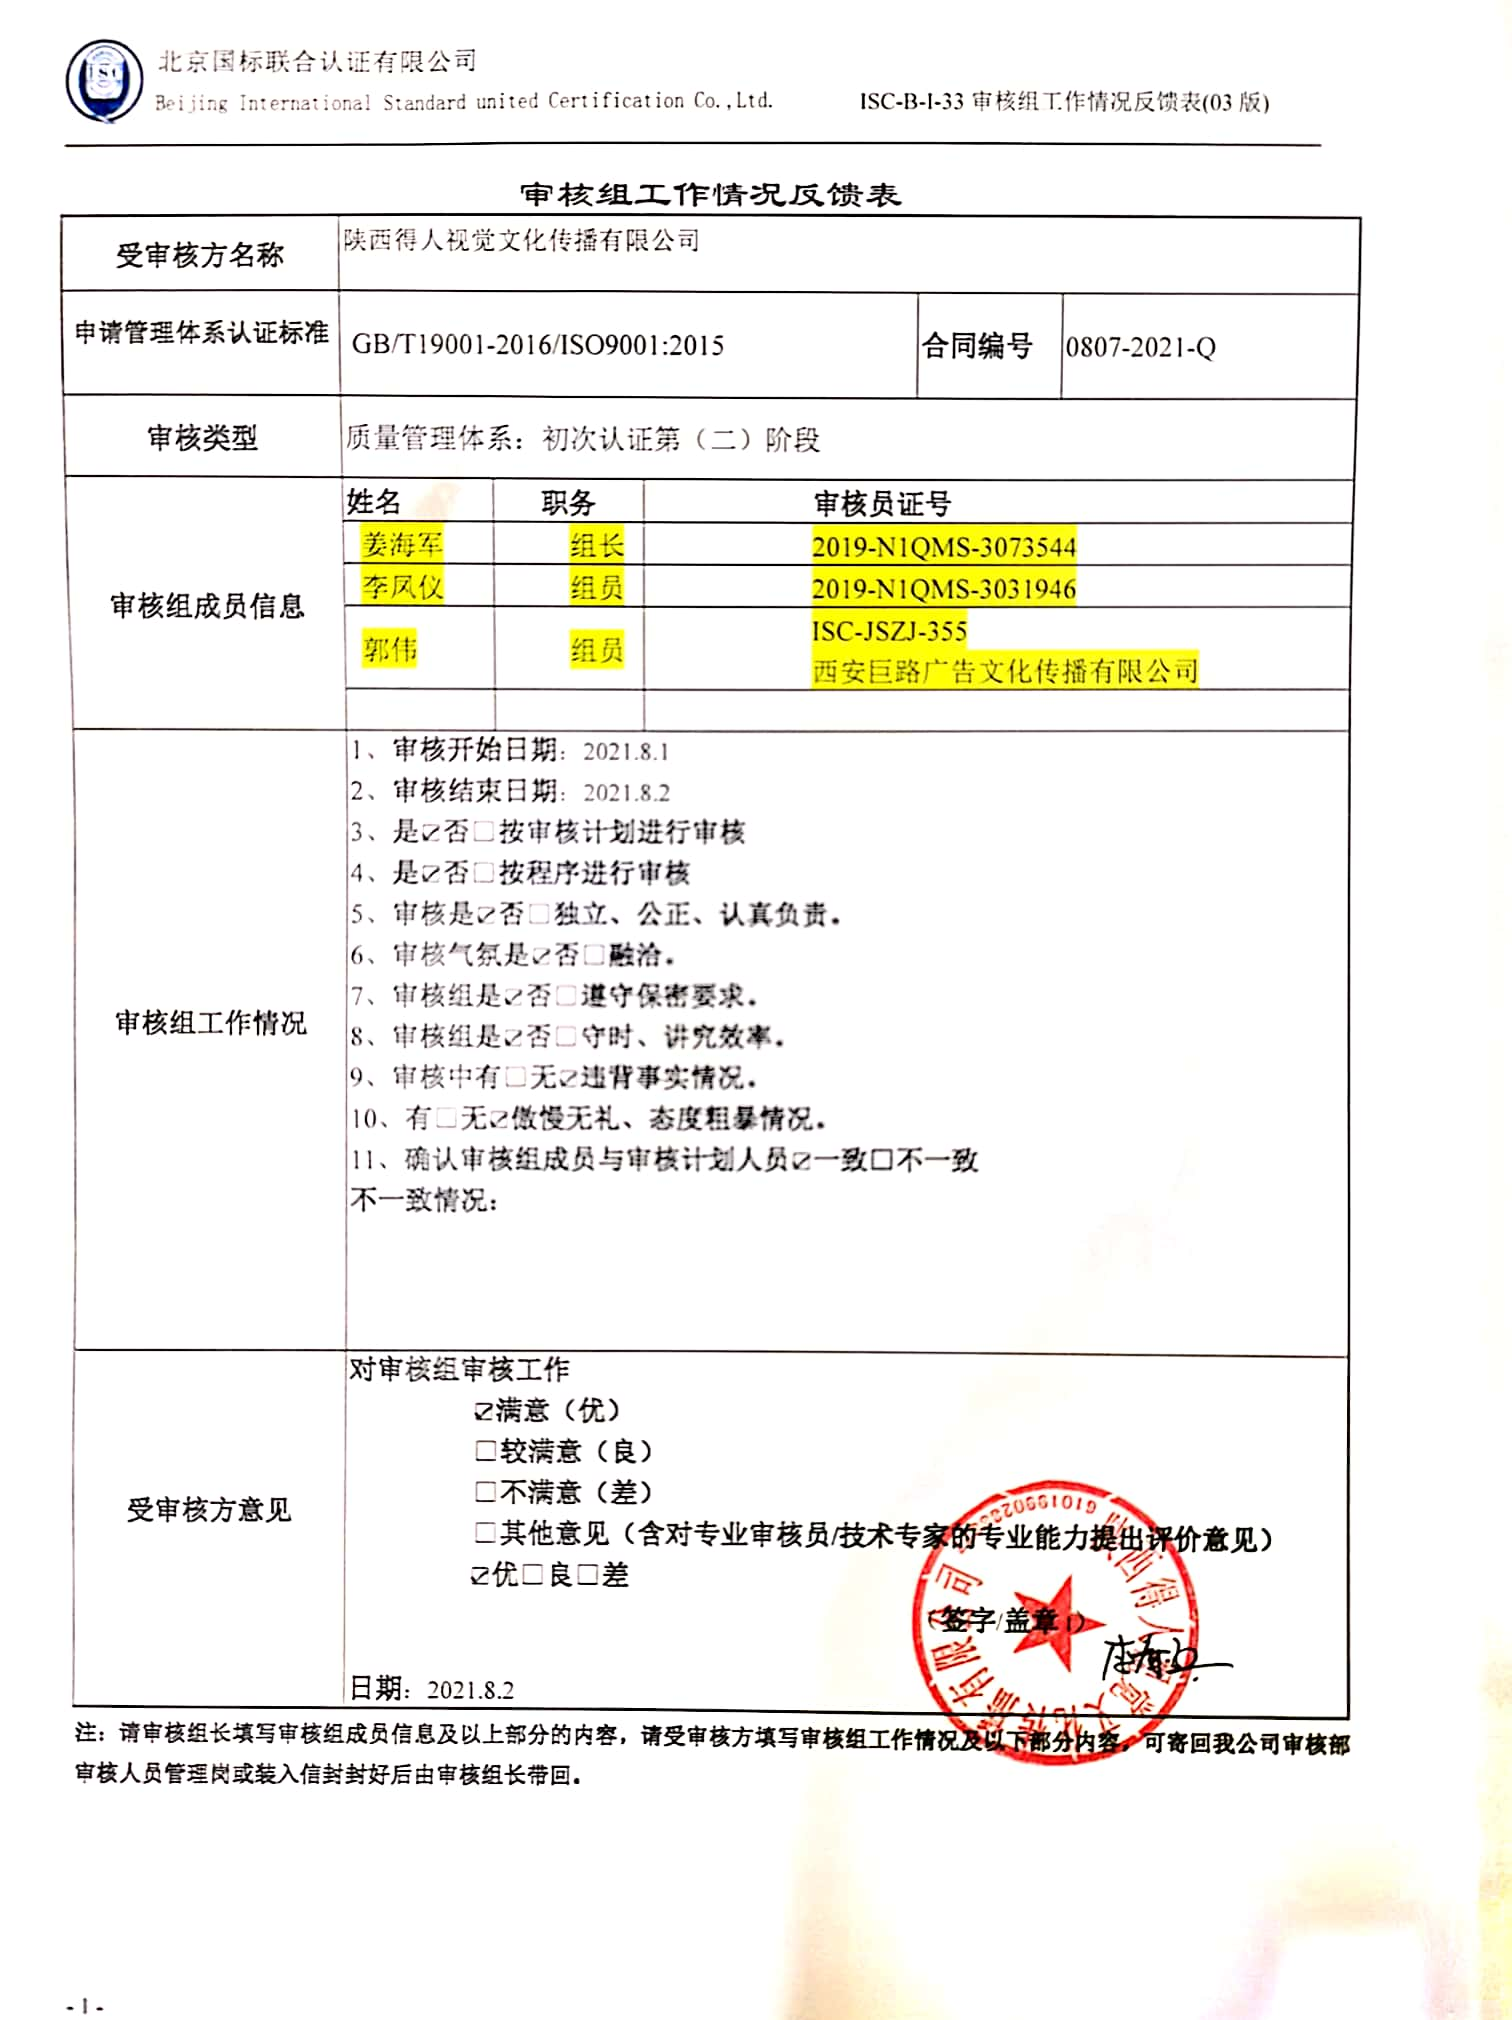 北京国标联合认证有限公司
Beijing International Standard united Certification Co.,Ltd.
ISC-B-I-33 审核组工作情况反馈表(03 版)
审核组工作情况反馈表
受审核方名称 陕西得人视觉文化传播有限公司
申请管理体系认证标准 GB/T19001-2016/ISO9001:2015 合同编号 0807-2021-Q
审核类型 质量管理体系：初次认证第（二）阶段
审核组成员信息
姓名 职务 审核员证号
姜海军 组长 2019-N1QMS-3073544
李凤仪 组员 2019-N1QMS-3031946
郭伟 组员 ISC-JSZJ-355
西安巨路广告文化传播有限公司
审核组工作情况
1、审核开始日期：2021.8.1
2、审核结束日期：2021.8.2
3、是☑否□按审核计划进行审核
4、是☑否□按程序进行审核
5、审核是☑否□独立、公正、认真负责。
6、审核气氛是☑否□融洽。
7、审核组是☑否□遵守保密要求。
8、审核组是☑否□守时、讲究效率。
9、审核中有□无☑违背事实情况。
10、有□无☑傲慢无礼、态度粗暴情况。
11、确认审核组成员与审核计划人员☑一致□不一致
不一致情况：
受审核方意见
对审核组审核工作
☑满意（优）
□较满意（良）
□不满意（差）
□其他意见（含对专业审核员/技术专家的专业能力提出评价意见）
☑优□良□差
（签字/盖章）
陕西得人视觉文化传播有限公司
日期：2021.8.2
注：请审核组长填写审核组成员信息及以上部分的内容，请受审核方填写审核组工作情况及以下部分内容，可寄回我公司审核部
审核人员管理岗或装入信封封好后由审核组长带回。
- 1 -